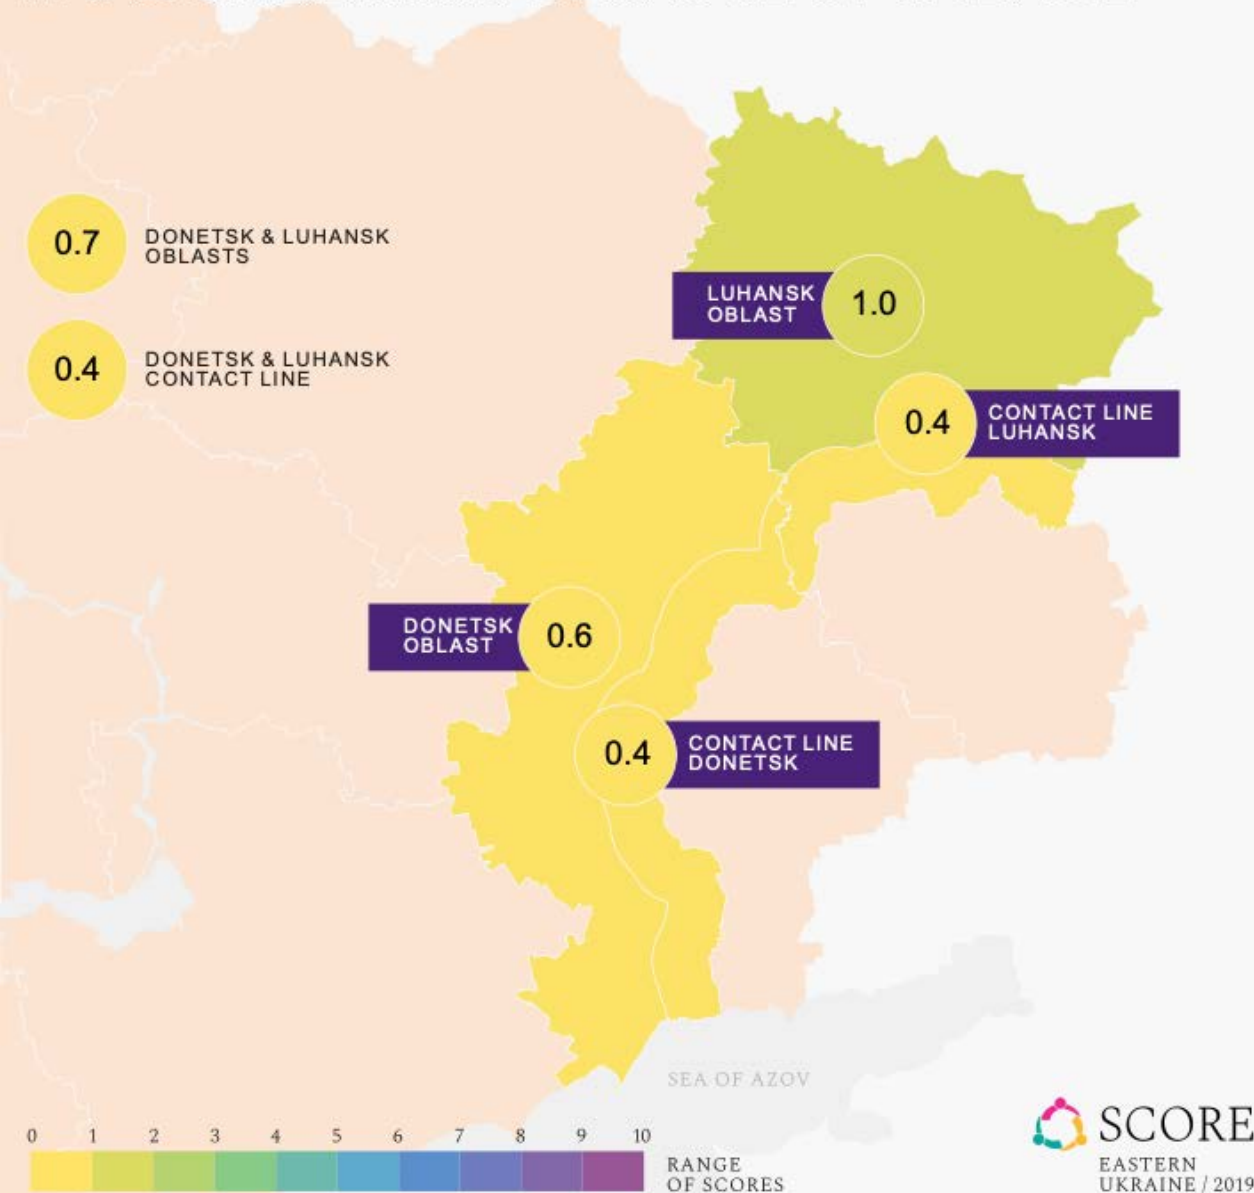 0.7
DONETSK & LUHANSK
OBLASTS
0.4
DONETSK & LUHANSK
CONTACT LINE
LUHANSK
OBLAST
1.0
0.4
CONTACT LINE
LUHANSK
DONETSK
OBLAST
0.6
0.4
CONTACT LINE
DONETSK
SEA OF AZOV
0 1 2 3 4 5 6 7 8 9 10
RANGE
OF SCORES
SCORE
EASTERN
UKRAINE / 2019